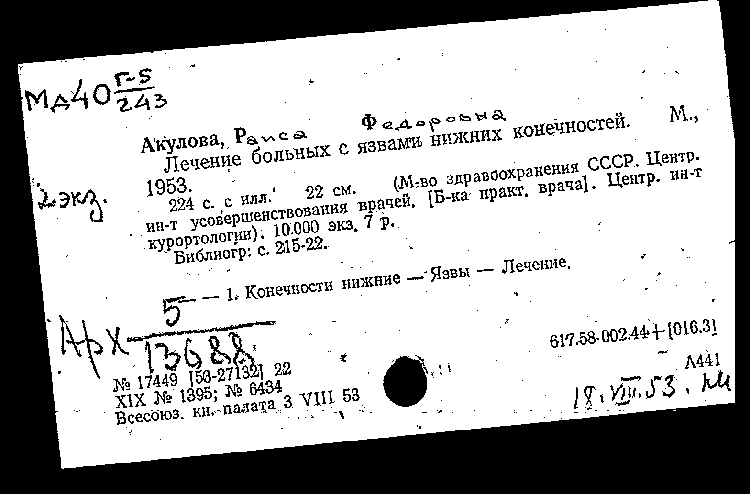 Мд40 Г-5/243
Акулова, Раиса Федоровна
Лечение больных с язвами нижних конечностей. М.,
1953.
2 экз.
224 с. с илл. 22 см. (М-во здравоохранения СССР. Центр.
ин-т усовершенствования врачей. [Б-ка практ. врача]. Центр. ин-т
курортологии). 10.000 экз. 7 р.
Библиогр: с. 215-22.
— 1. Конечности нижние — Язвы — Лечение.
Арх 5/13688
617.58-002.44+[016.3]
№ 17449 [53-27132] 22
А441
XIX № 1395; № 6434
Всесоюз. кн. палата 3 VIII 53
18.VIII.53.